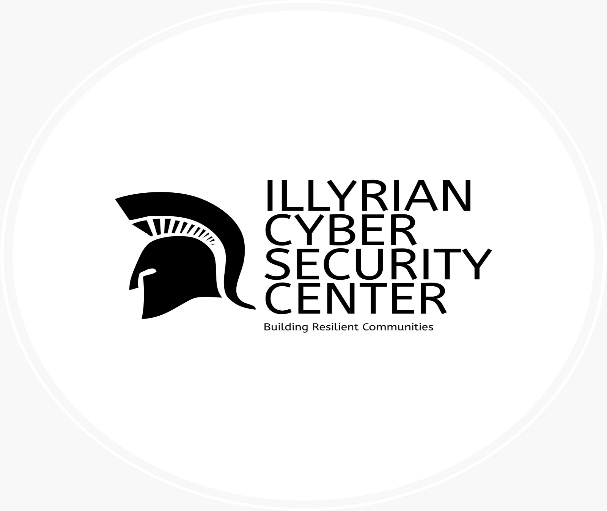 ILLYRIAN
CYBER
SECURITY
CENTER
Building Resilient Communities